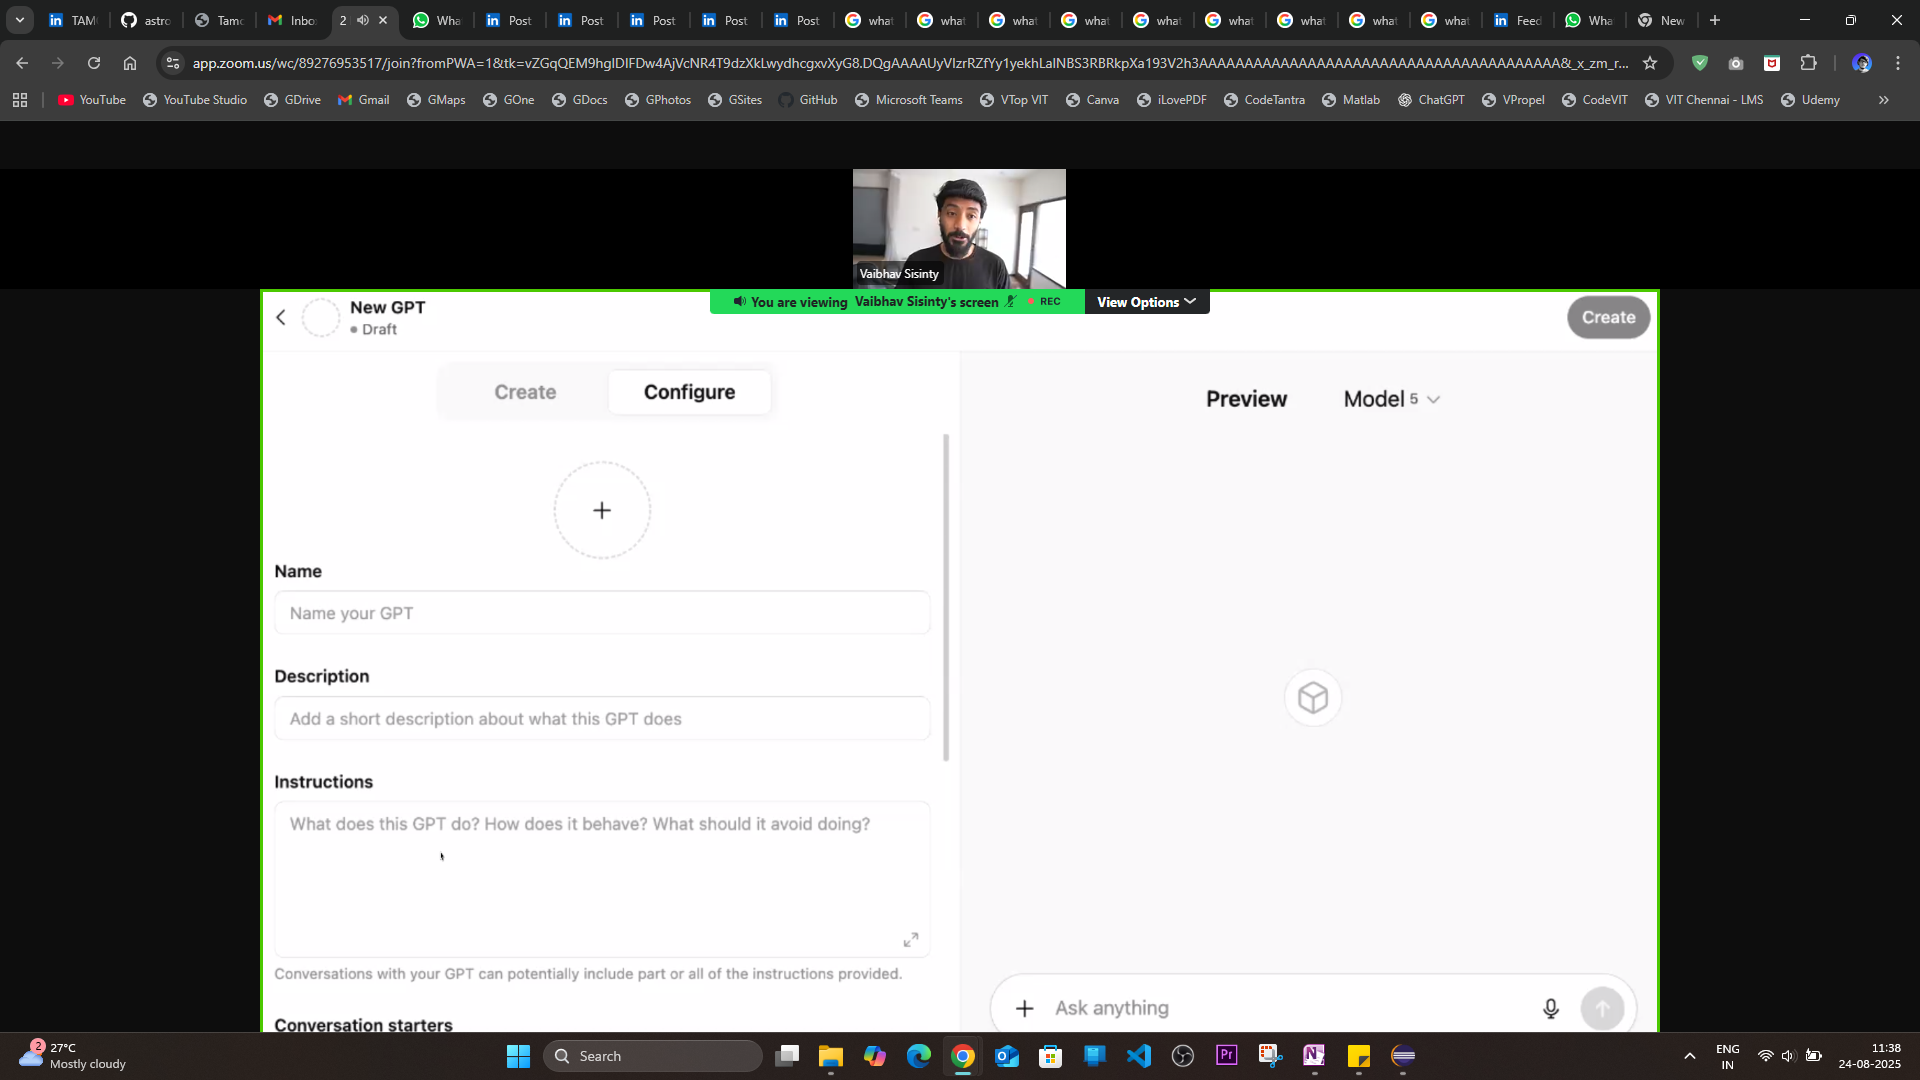 TAM
astro
Tamo
Inbo
2
Wha
Post
Post
Post
Post
Post
what
what
what
what
what
what
what
what
what
Feed
Wha
New
app.zoom.us/wc/89276953517/join?fromPWA=1&tk=
YouTube
YouTube Studio
GDrive
Gmail
GMaps
GOne
GDocs
GPhotos
GSites
GitHub
Microsoft Teams
VTop VIT
Canva
iLovePDF
CodeTantra
Matlab
ChatGPT
VPropel
CodeVIT
VIT Chennai - LMS
Udemy
Vaibhav Sisinty
You are viewing Vaibhav Sisinty's screen
REC
View Options
New GPT
Draft
Create
Create
Configure
Preview
Model 5
Name
Name your GPT
Description
Add a short description about what this GPT does
Instructions
What does this GPT do? How does it behave? What should it avoid doing?
Conversations with your GPT can potentially include part or all of the instructions provided.
Conversation starters
Ask anything
2
27°C
Mostly cloudy
Search
Pr
ENG
IN
11:38
24-08-2025